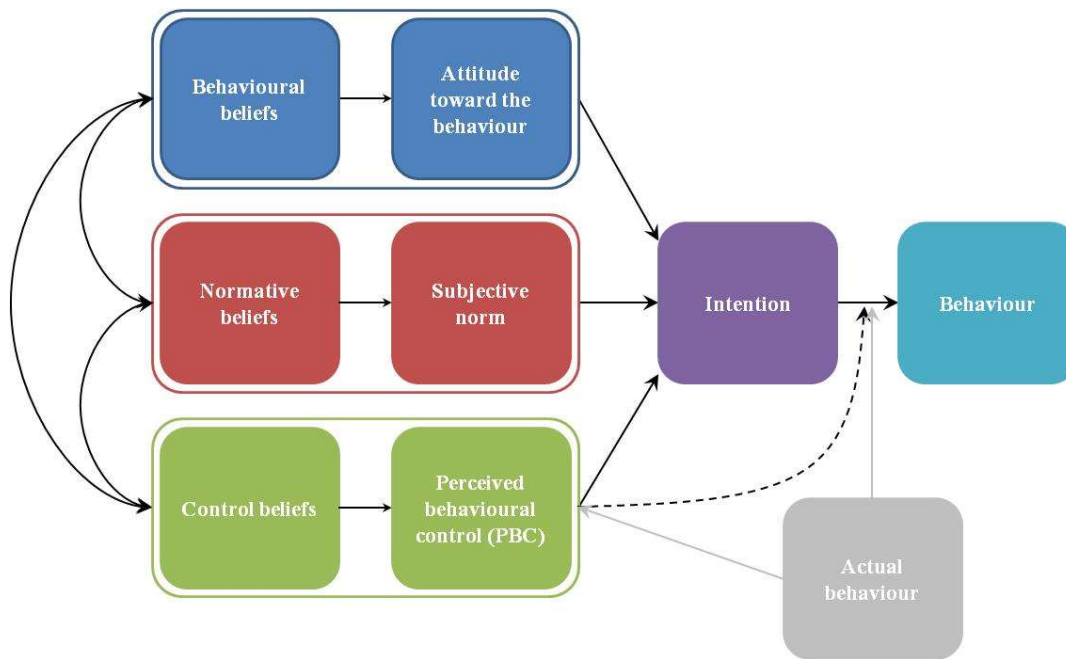 Behavioural
beliefs
Attitude
toward the
behaviour
Normative
beliefs
Subjective
norm
Intention
Behaviour
Control beliefs
Perceived
behavioural
control (PBC)
Actual
behaviour